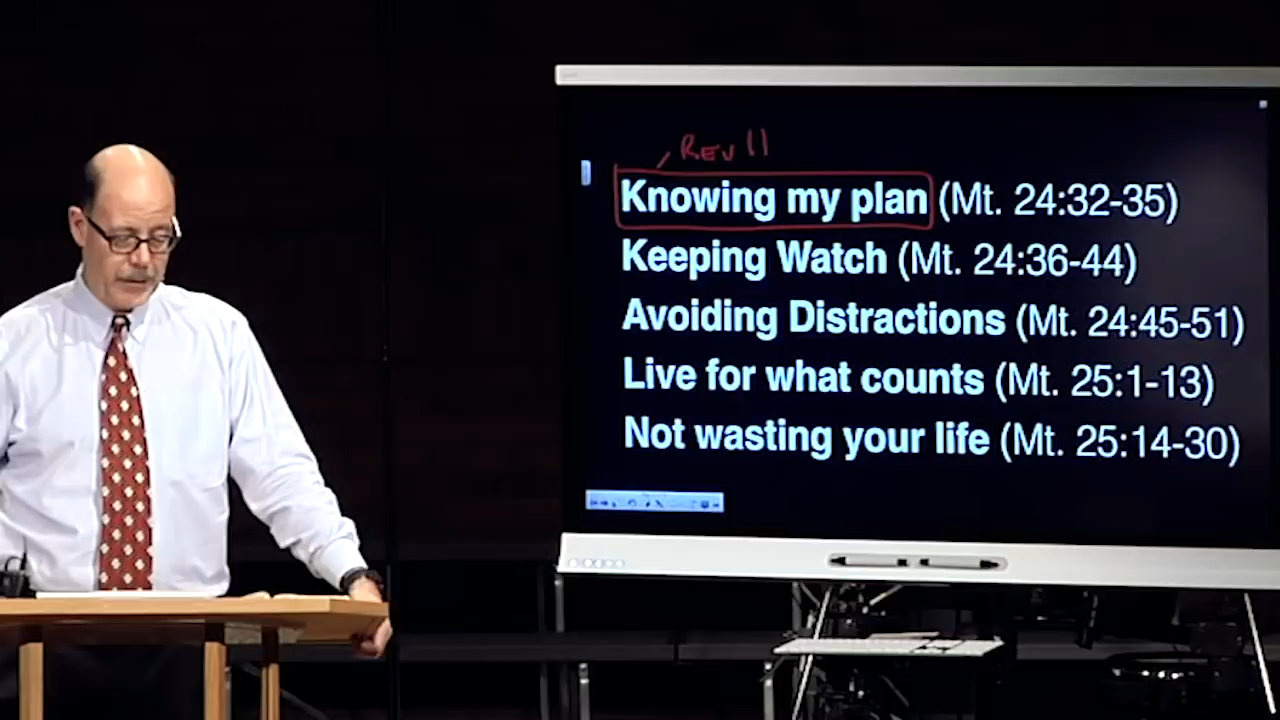 Rev 11
Knowing my plan (Mt. 24:32-35)
Keeping Watch (Mt. 24:36-44)
Avoiding Distractions (Mt. 24:45-51)
Live for what counts (Mt. 25:1-13)
Not wasting your life (Mt. 25:14-30)